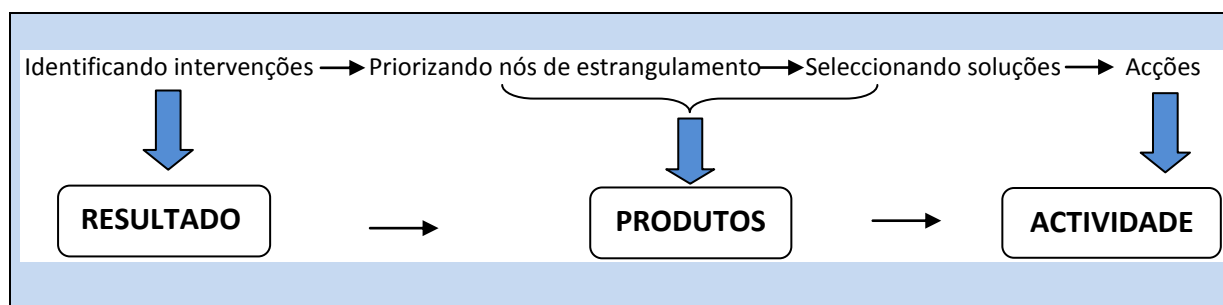 Identificando intervenções Priorizando nós de estrangulamento Seleccionando soluções Acções
RESULTADO PRODUTOS ACTIVIDADE